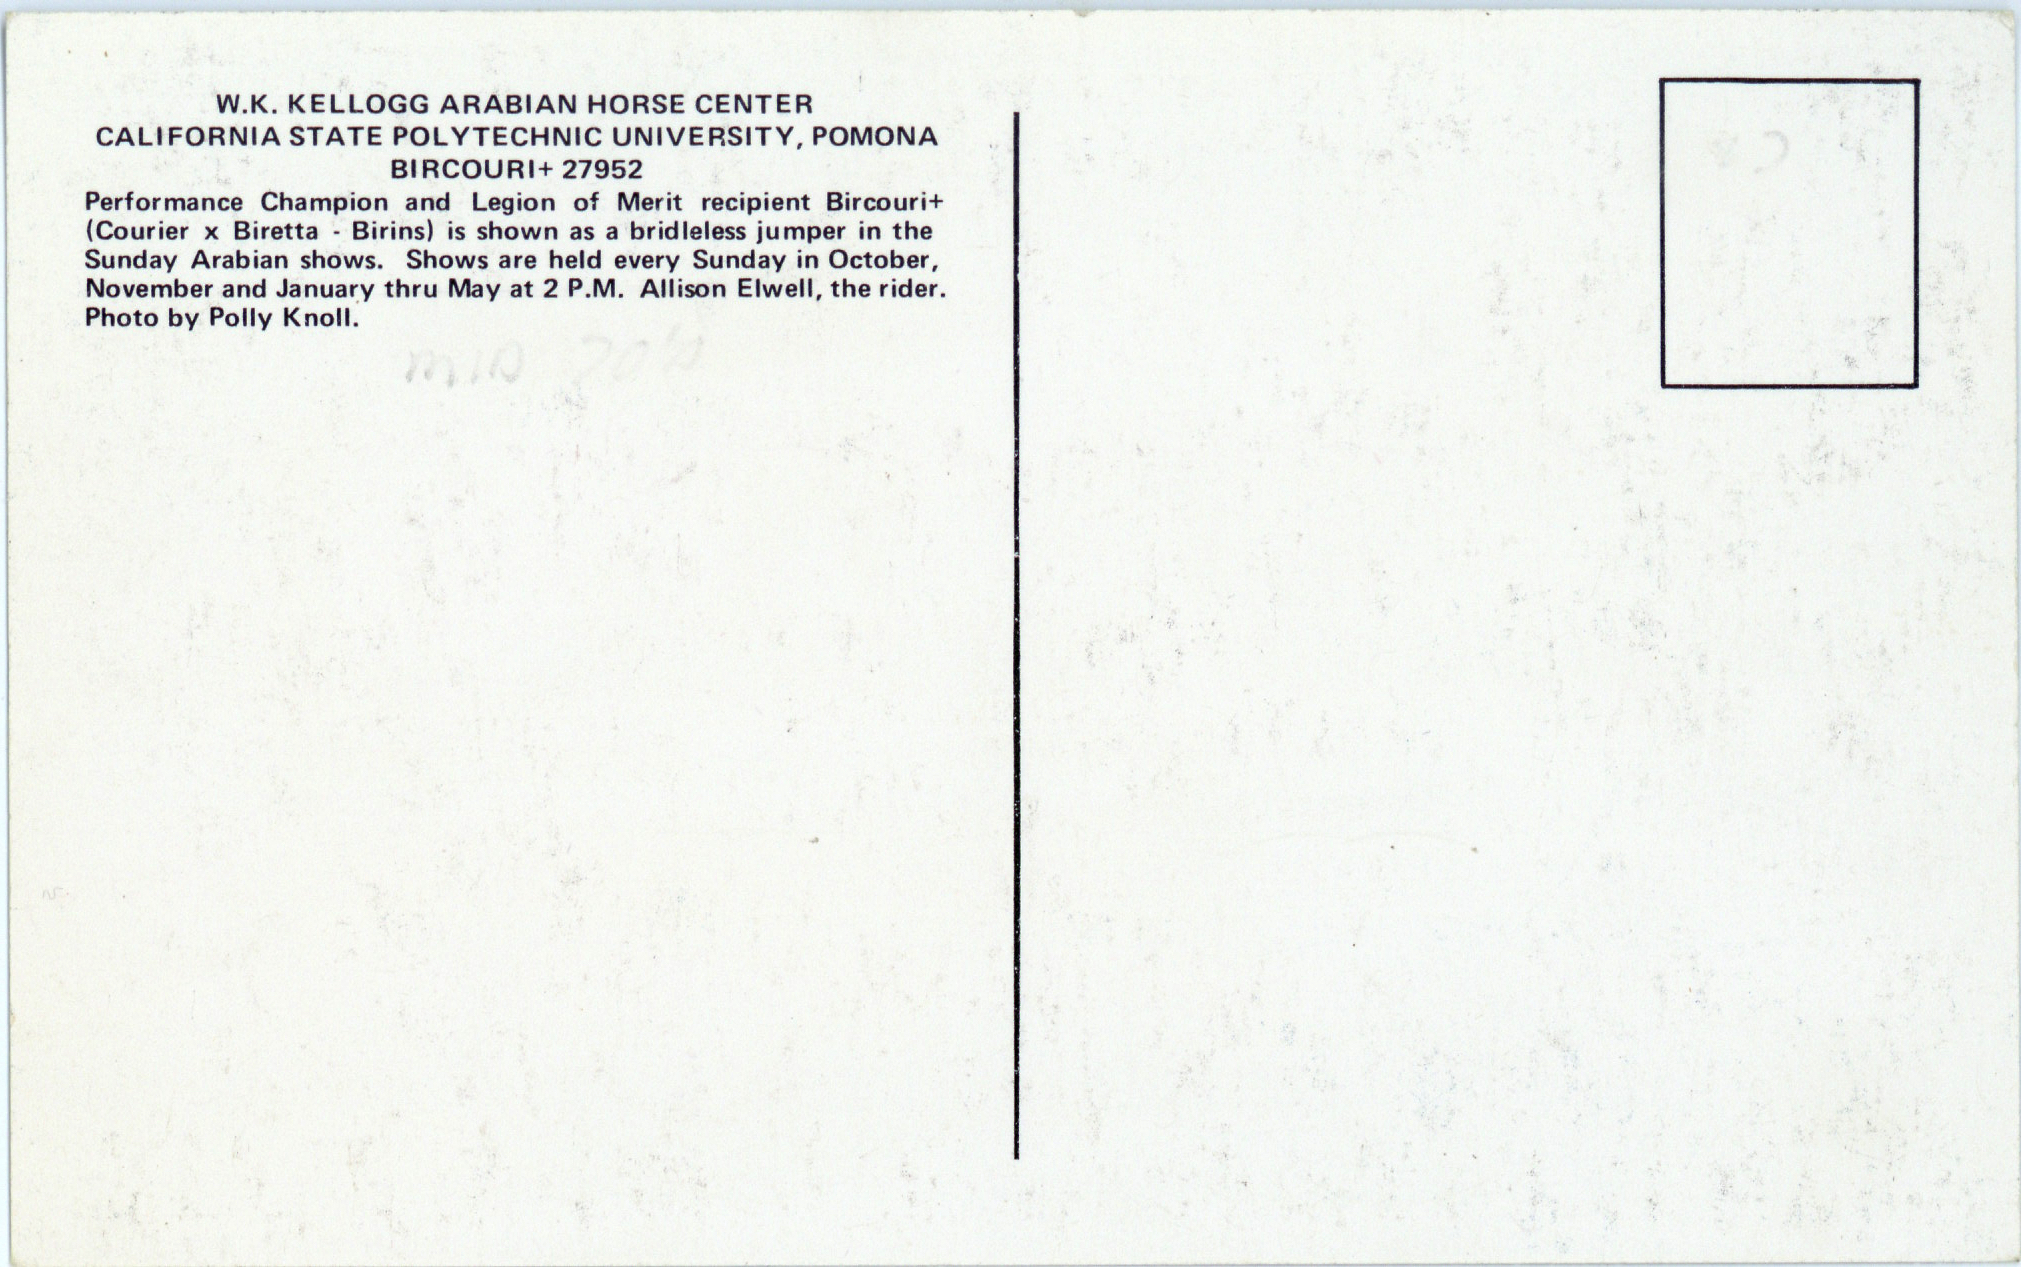 W.K. KELLOGG ARABIAN HORSE CENTER
CALIFORNIA STATE POLYTECHNIC UNIVERSITY, POMONA
BIRCOURI+ 27952
Performance Champion and Legion of Merit recipient Bircouri+
(Courier x Biretta - Birins) is shown as a bridleless jumper in the
Sunday Arabian shows. Shows are held every Sunday in October,
November and January thru May at 2 P.M. Allison Elwell, the rider.
Photo by Polly Knoll.